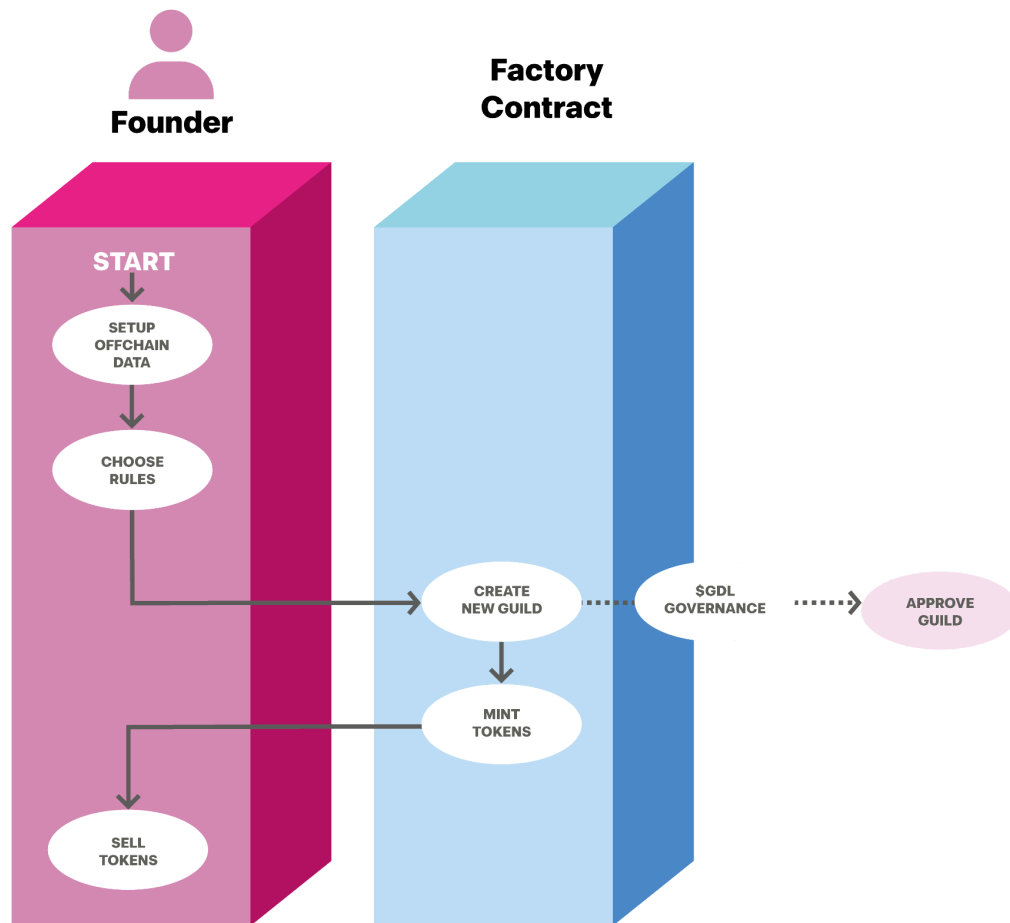 Founder
Factory
Contract
START
SETUP
OFFCHAIN
DATA
CHOOSE
RULES
CREATE
NEW GUILD
$GDL
GOVERNANCE
APPROVE
GUILD
MINT
TOKENS
SELL
TOKENS